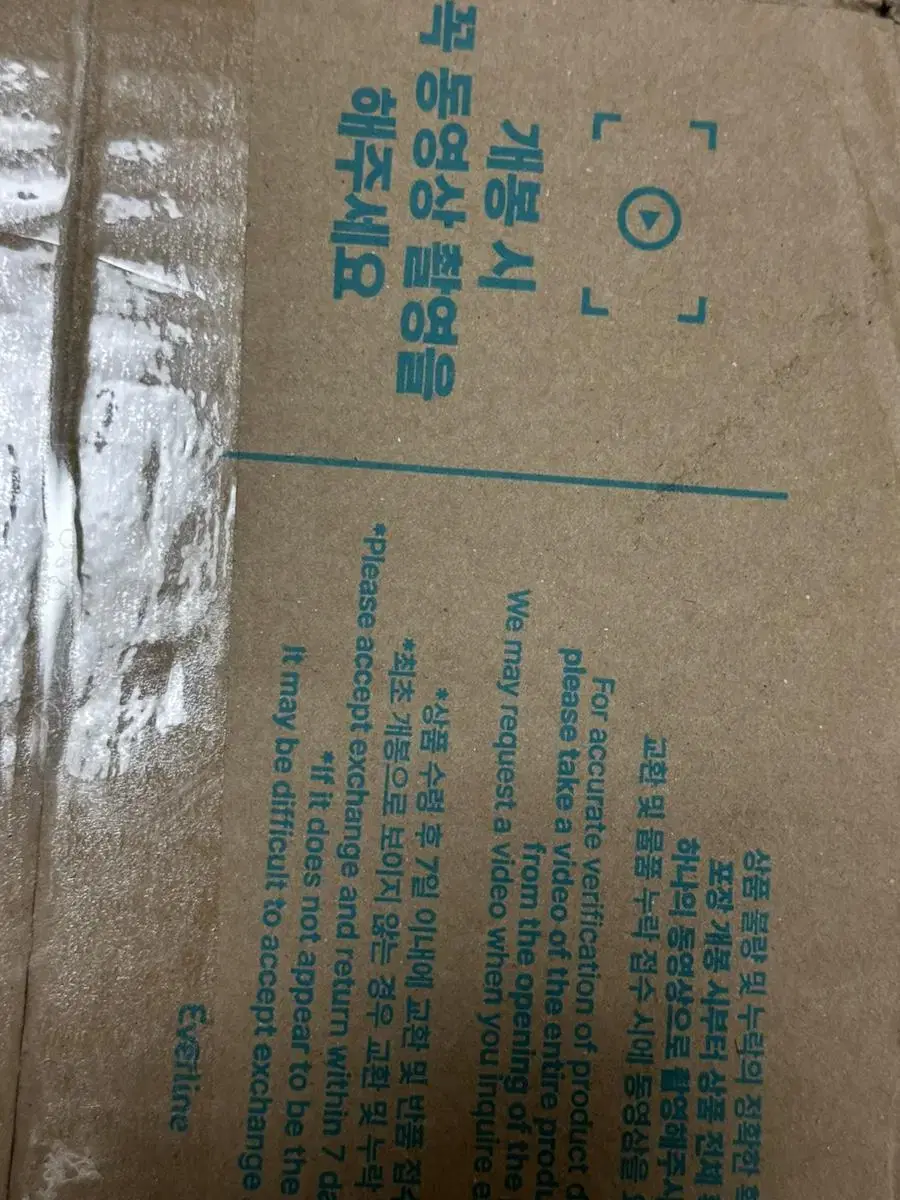 개봉 시
꼭 동영상 촬영을
해주세요
상품 불량 및 누락의 정확한
포장 개봉 시부터 상품 전체
하나의 동영상으로 촬영해주시
교환 및 물품 누락 접수 시에 동영상을
For accurate verification of product d
please take a video of the entire produ
from the opening of the
We may request a video when you inquire
*상품 수령 후 7일 이내에 교환 및 반품 접수
*최초 개봉으로 보이지 않는 경우 교환 및 누락
*Please accept exchange and return within 7 da
*If it does not appear to be the
It may be difficult to accept exchange
Everline